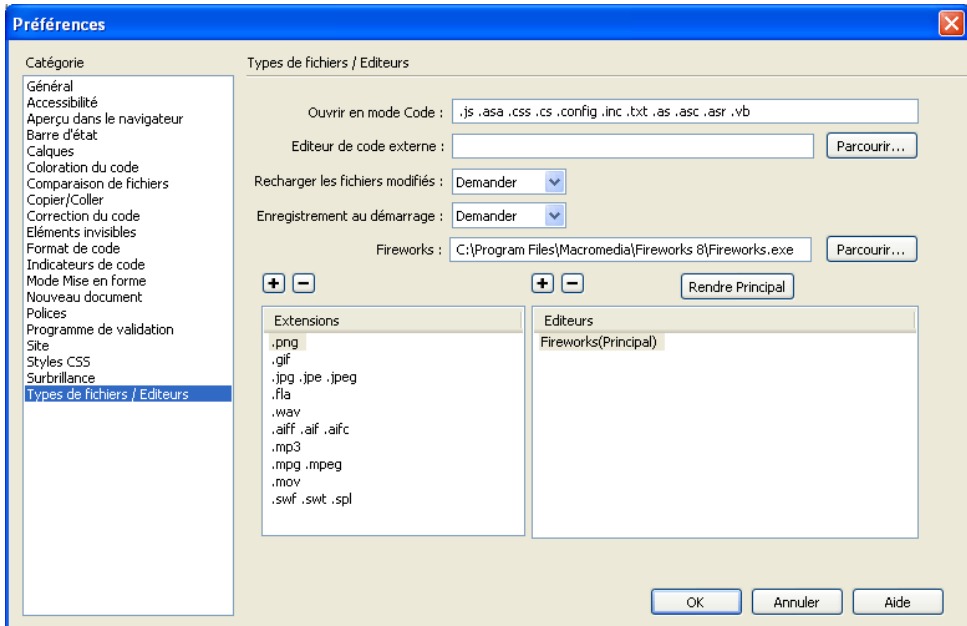 Préférences
Catégorie
Général
Accessibilité
Aperçu dans le navigateur
Barre d'état
Calques
Coloration du code
Comparaison de fichiers
Copier/Coller
Correction du code
Eléments invisibles
Format de code
Indicateurs de code
Mode Mise en forme
Nouveau document
Polices
Programme de validation
Site
Styles CSS
Surbrillance
Types de fichiers / Editeurs
Types de fichiers / Editeurs
Ouvrir en mode Code : .js .asa .css .cs .config .inc .txt .as .asc .asr .vb
Editeur de code externe : Parcourir...
Recharger les fichiers modifiés : Demander
Enregistrement au démarrage : Demander
Fireworks : C:\Program Files\Macromedia\Fireworks 8\Fireworks.exe Parcourir...
Rendre Principal
Extensions
.png
.gif
.jpg .jpe .jpeg
.fla
.wav
.aiff .aif .aifc
.mp3
.mpg .mpeg
.mov
.swf .swt .spl
Editeurs
Fireworks(Principal)
OK Annuler Aide